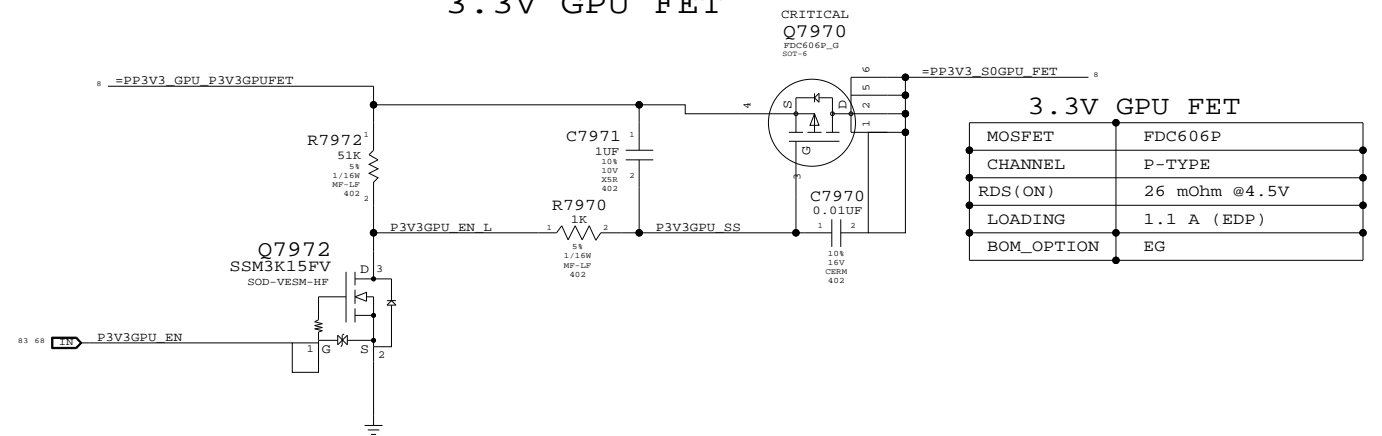 3.3V GPU FET
CRITICAL
Q7970
FDC606P_G
SOT-6
8 =PP3V3_GPU_P3V3GPUFET
=PP3V3_S0GPU_FET 8
4
S
D
G
3
6
5
2
1
R7972
51K
5%
1/16W
MF-LF
402
1
2
C7971
1UF
10%
10V
X5R
402
1
2
P3V3GPU_EN_L
R7970
1K
1 2
5%
1/16W
MF-LF
402
P3V3GPU_SS
C7970
0.01UF
1 2
10%
16V
CERM
402
Q7972
SSM3K15FV
SOD-VESM-HF
D 3
1 G
S 2
83 68 IN P3V3GPU_EN
3.3V GPU FET
MOSFET FDC606P
CHANNEL P-TYPE
RDS(ON) 26 mOhm @4.5V
LOADING 1.1 A (EDP)
BOM_OPTION EG